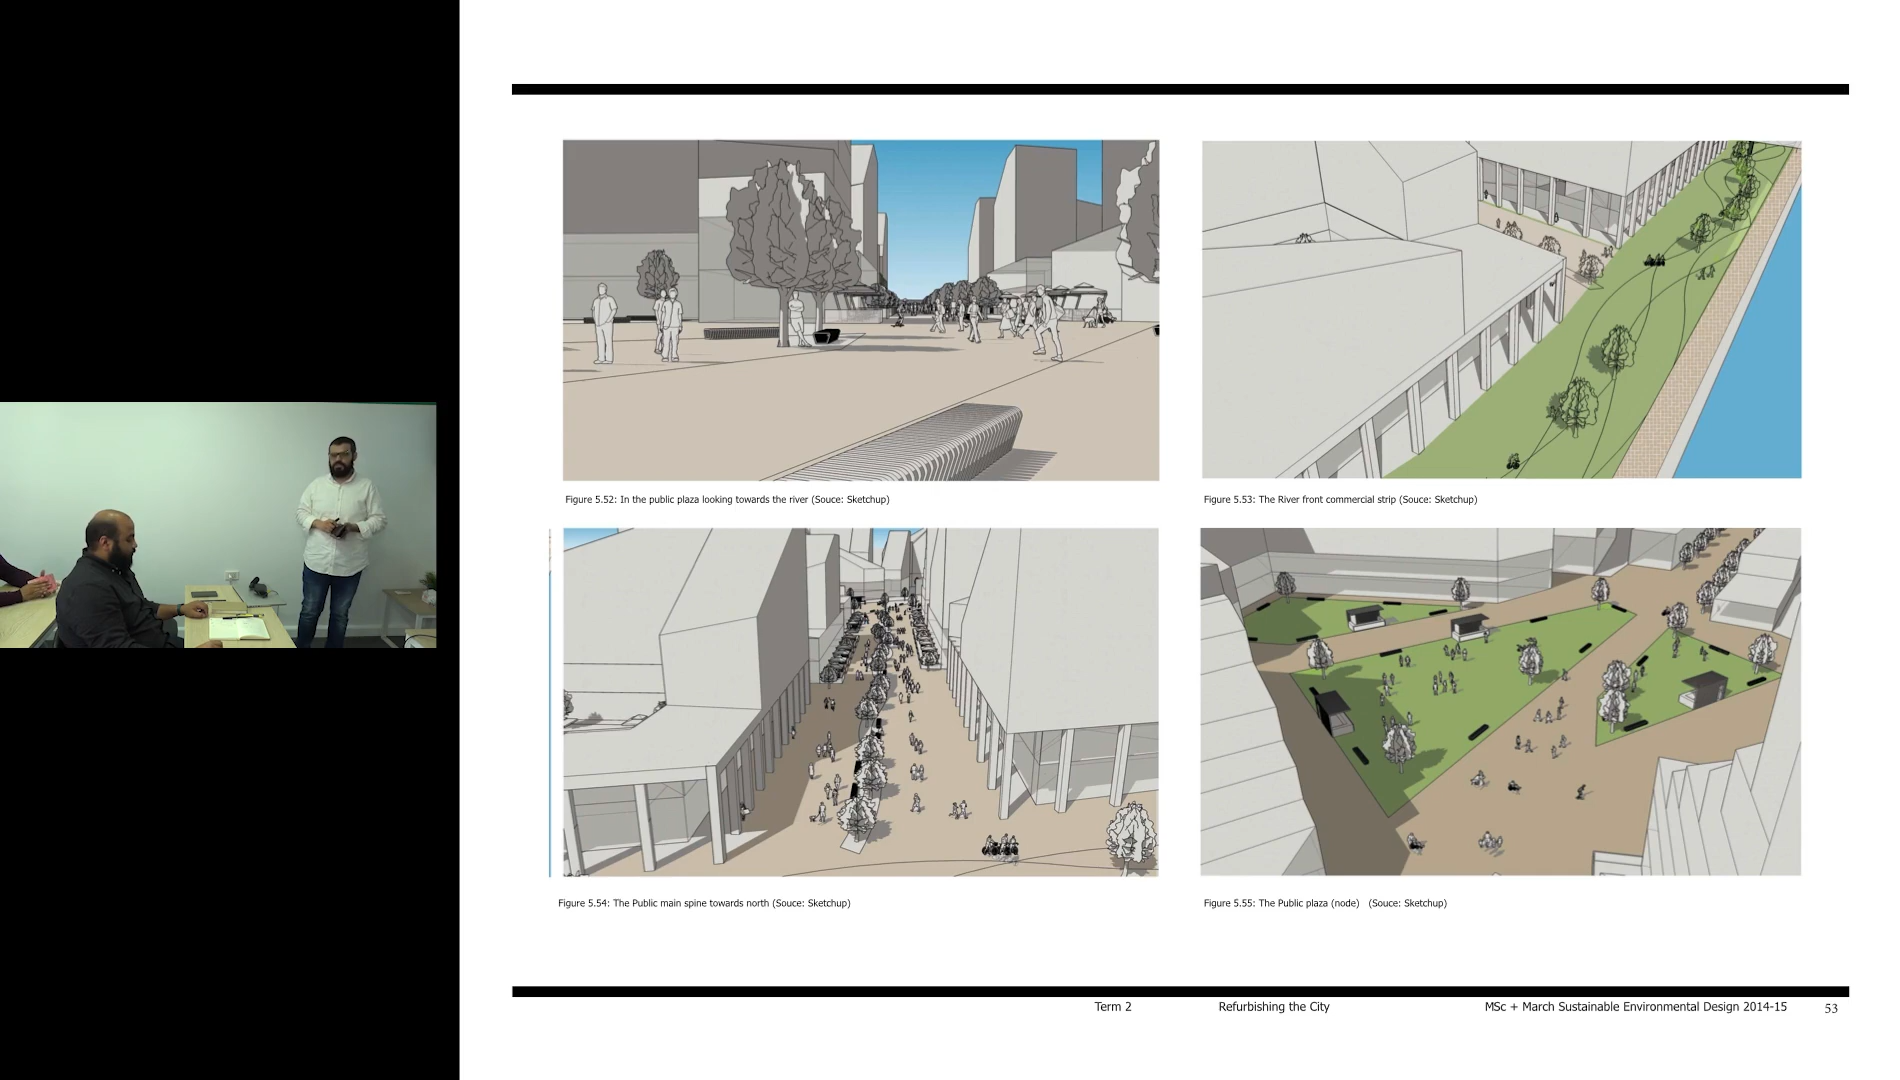 Figure 5.52: In the public plaza looking towards the river (Souce: Sketchup)
Figure 5.53: The River front commercial strip (Souce: Sketchup)
Figure 5.54: The Public main spine towards north (Souce: Sketchup)
Figure 5.55: The Public plaza (node) (Souce: Sketchup)
Term 2 Refurbishing the City MSc + March Sustainable Environmental Design 2014-15 53